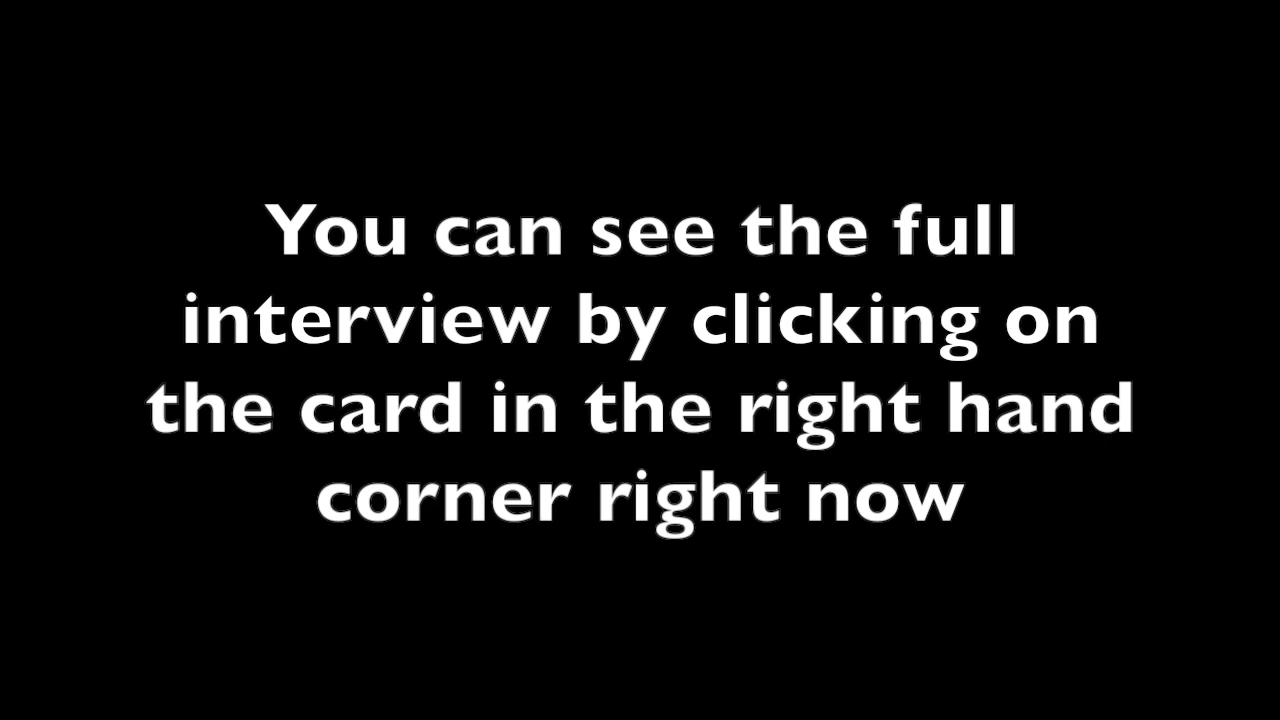 You can see the full
interview by clicking on
the card in the right hand
corner right now